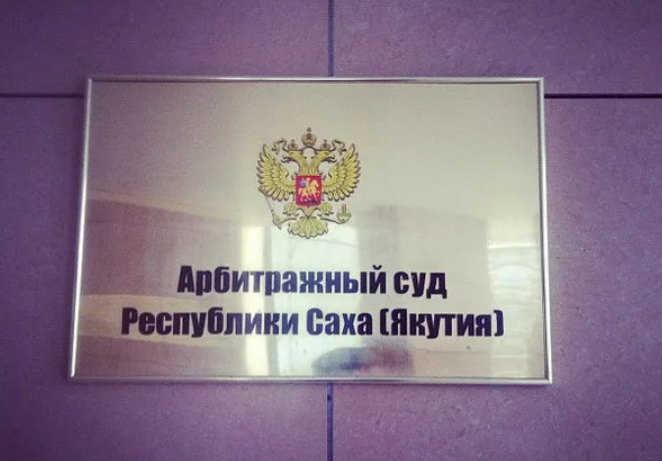 Арбитражный суд
Республики Саха (Якутия)